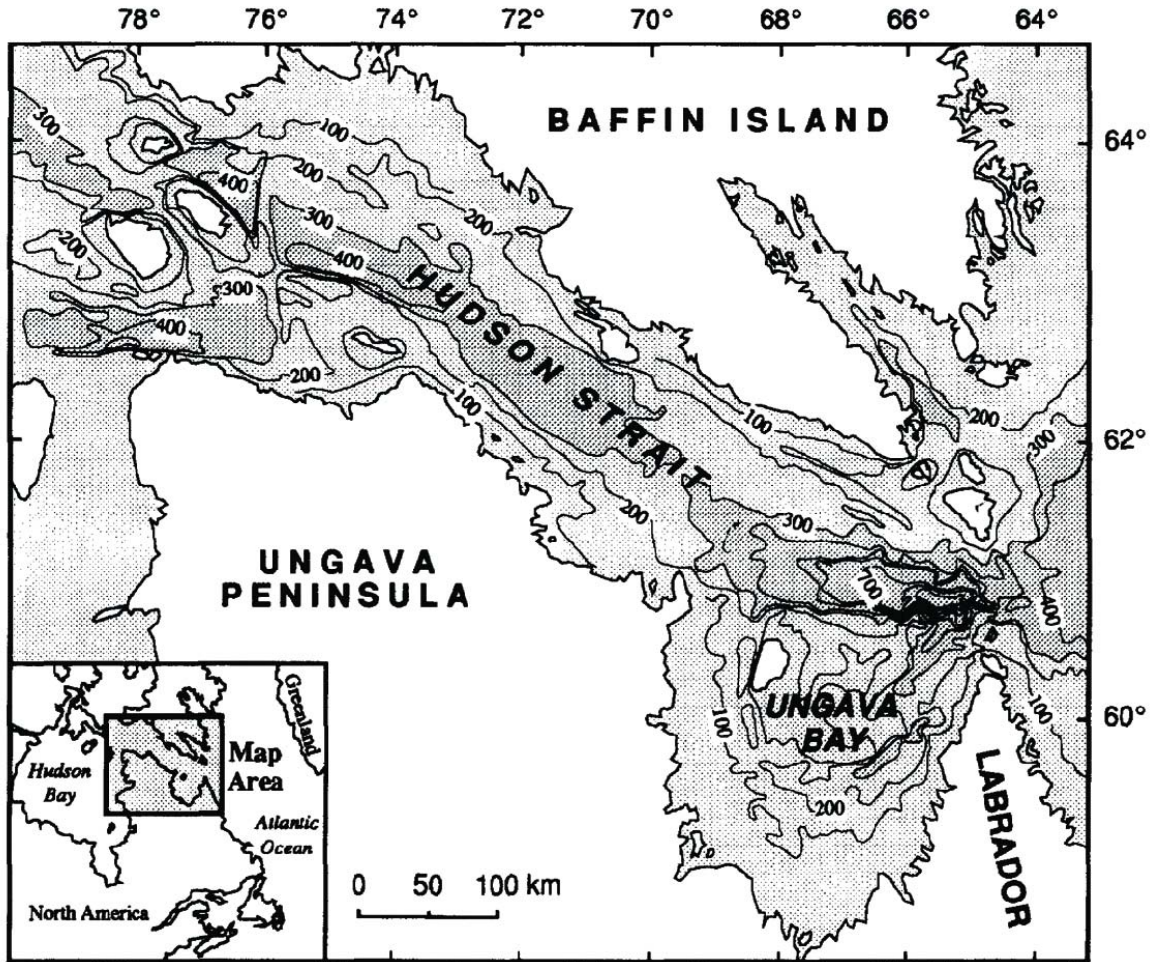 78° 76° 74° 72° 70° 68° 66° 64°
BAFFIN ISLAND
64°
62°
60°
300
100
200
400
300
200
200
400
300
200
400
HUDSON STRAIT
200
100
100
200
300
200
300
700
400
UNGAVA
PENINSULA
100
UNGAVA
BAY
200
100
LABRADOR
Greenland
Map
Area
Hudson
Bay
Atlantic
Ocean
North America
0 50 100 km